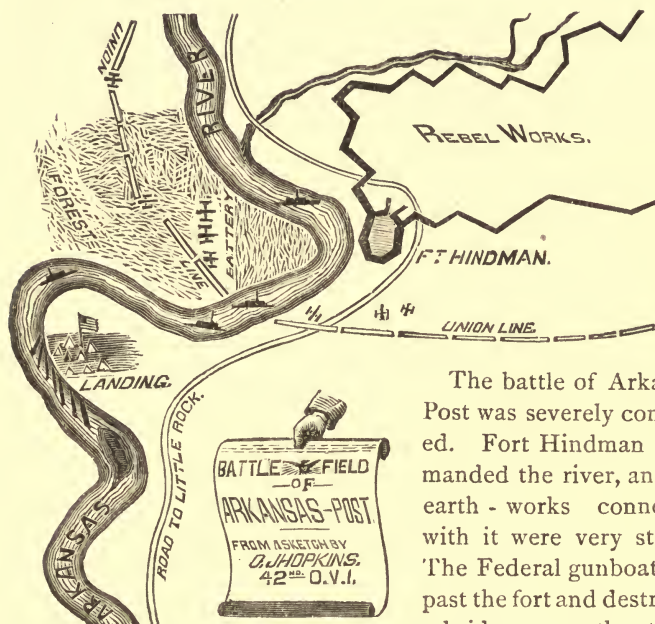 UNION
RIVER
REBEL WORKS.
FOREST
LINE
BATTERY
FT HINDMAN.
UNION LINE.
LANDING.
ROAD TO LITTLE ROCK.
ARKANSAS
BATTLE FIELD
—OF—
ARKANSAS-POST.
FROM A SKETCH BY
O.J.HOPKINS.
42ND. O.V.I.
The battle of Arka
Post was severely con
ed. Fort Hindman
manded the river, an
earth-works conne
with it were very st
The Federal gunboat
past the fort and destr